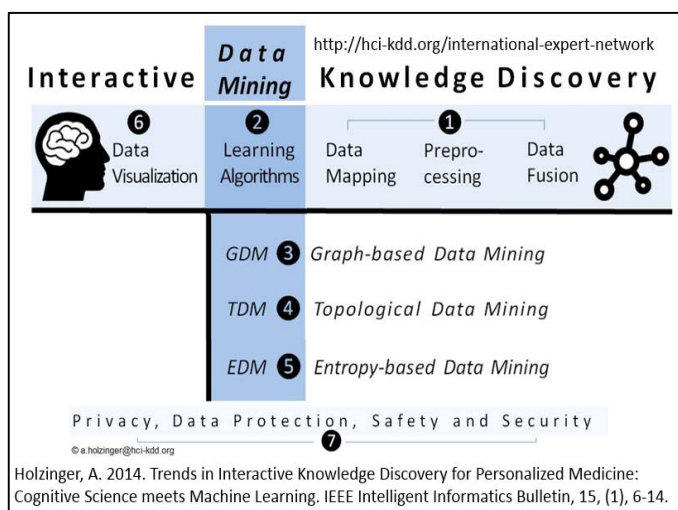 http://hci-kdd.org/international-expert-network
Data
Interactive Mining Knowledge Discovery
6 2 1
Data Learning Data Prepro- Data
Visualization Algorithms Mapping cessing Fusion
GDM 3 Graph-based Data Mining
TDM 4 Topological Data Mining
EDM 5 Entropy-based Data Mining
Privacy, Data Protection, Safety and Security
7
© a.holzinger@hci-kdd.org
Holzinger, A. 2014. Trends in Interactive Knowledge Discovery for Personalized Medicine:
Cognitive Science meets Machine Learning. IEEE Intelligent Informatics Bulletin, 15, (1), 6-14.